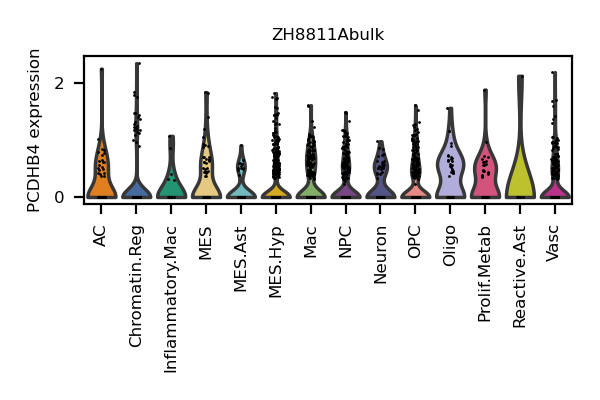 ZH8811Abulk
PCDHB4 expression
2
0
AC
Chromatin.Reg
Inflammatory.Mac
MES
MES.Ast
MES.Hyp
Mac
NPC
Neuron
OPC
Oligo
Prolif.Metab
Reactive.Ast
Vasc